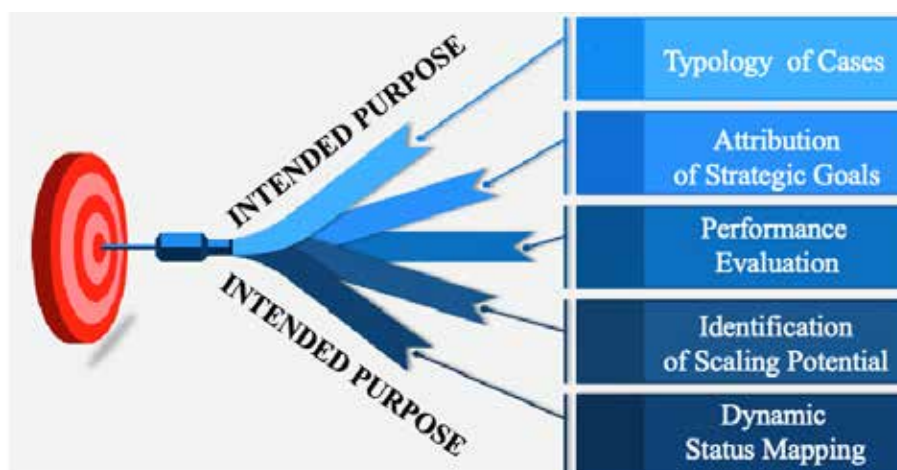 INTENDED PURPOSE
INTENDED PURPOSE
Typology of Cases
Attribution
of Strategic Goals
Performance
Evaluation
Identification
of Scaling Potential
Dynamic
Status Mapping